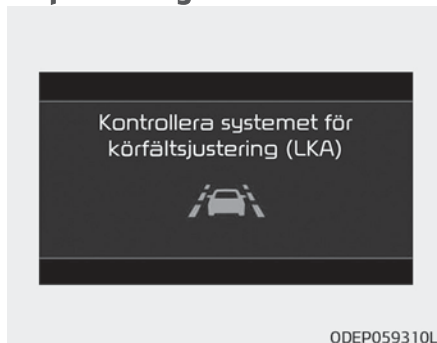 Kontrollera systemet för
körfältsjustering (LKA)
ODEP059310L